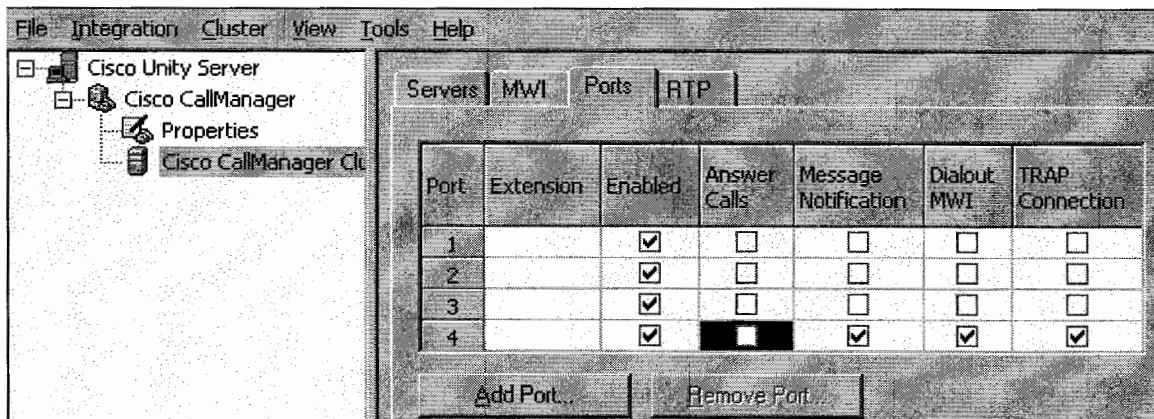 File Integration Cluster View Tools Help
Cisco Unity Server
Cisco CallManager
Properties
Cisco CallManager Clu
Servers MWI Ports RTP
Port Extension Enabled Answer Calls Message Notification Dialout MWI TRAP Connection
1
2
3
4
Add Port... Remove Port...